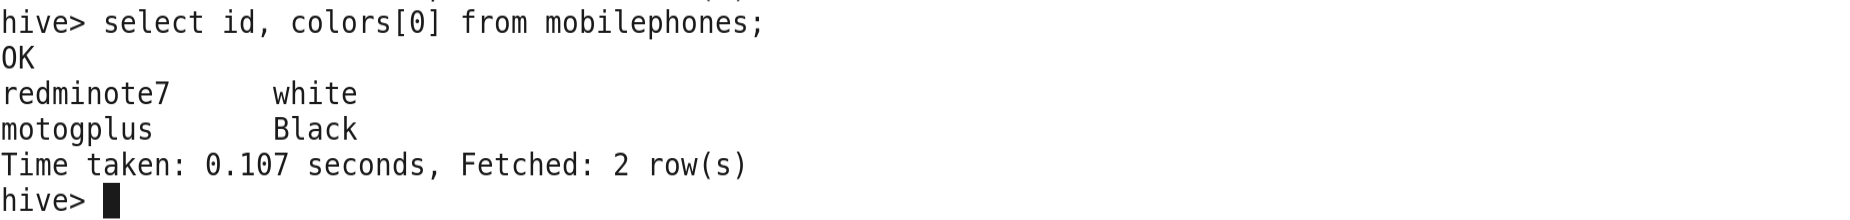 hive> select id, colors[0] from mobilephones;
OK
redminote7      white
motogplus       Black
Time taken: 0.107 seconds, Fetched: 2 row(s)
hive>